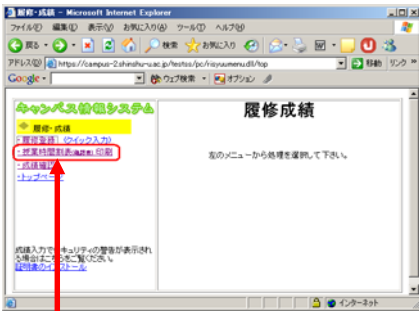 履修・成績 - Microsoft Internet Explorer
ファイル(F) 編集(E) 表示(V) お気に入り(A) ツール(T) ヘルプ(H)
戻る 検索 お気に入り
アドレス(D) https://campus-2.shinshu-u.ac.jp/testss/pc/risyuumenu.dll/top 移動 リンク
Google ウェブ検索 オプション
キャンパス情報システム
履修・成績
・履修登録 (クイック入力)
・授業時間割表(確認表)印刷
・成績確認
・トップページ
履修成績
左のメニューから処理を選択して下さい。
成績入力でセキュリティの警告が表示され
る場合はこちらをご覧ください。
証明書のインストール
インターネット